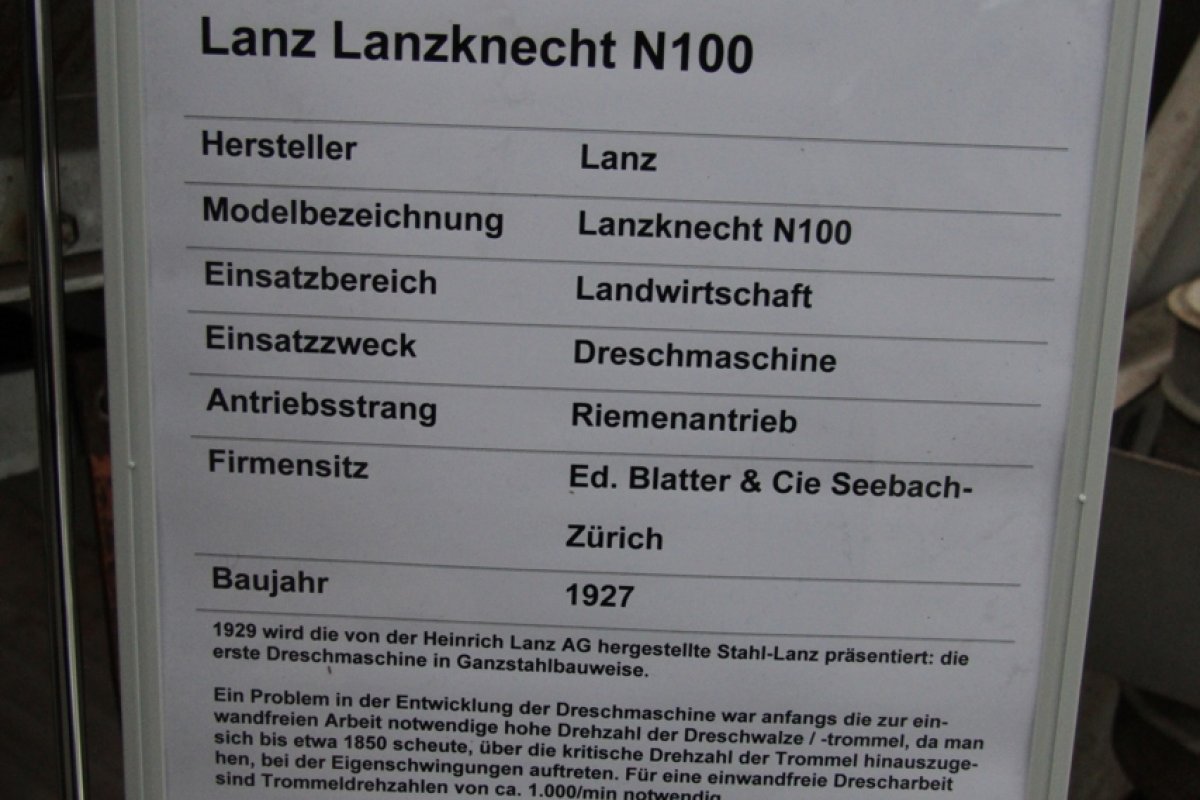 Lanz Lanzknecht N100
Hersteller Lanz
Modelbezeichnung Lanzknecht N100
Einsatzbereich Landwirtschaft
Einsatzzweck Dreschmaschine
Antriebsstrang Riemenantrieb
Firmensitz Ed. Blatter & Cie Seebach-
Zürich
Baujahr 1927
1929 wird die von der Heinrich Lanz AG hergestellte Stahl-Lanz präsentiert: die
erste Dreschmaschine in Ganzstahlbauweise.
Ein Problem in der Entwicklung der Dreschmaschine war anfangs die zur ein-
wandfreien Arbeit notwendige hohe Drehzahl der Dreschwalze / -trommel, da man
sich bis etwa 1850 scheute, über die kritische Drehzahl der Trommel hinauszuge-
hen, bei der Eigenschwingungen auftreten. Für eine einwandfreie Drescharbeit
sind Trommeldrehzahlen von ca. 1.000/min notwendig